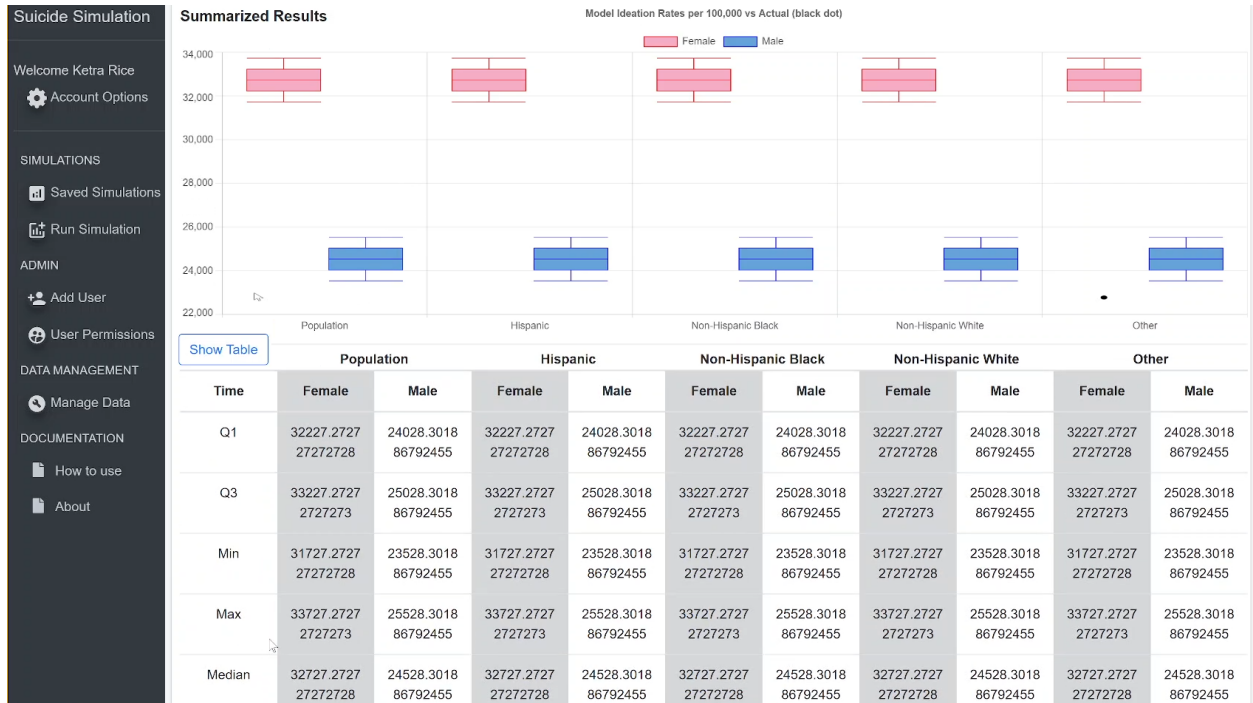 Suicide Simulation
Welcome Ketra Rice
Account Options
SIMULATIONS
Saved Simulations
Run Simulation
ADMIN
Add User
User Permissions
DATA MANAGEMENT
Manage Data
DOCUMENTATION
How to use
About
Summarized Results
Model Ideation Rates per 100,000 vs Actual (black dot)
Female Male
34,000
32,000
30,000
28,000
26,000
24,000
22,000
Population Hispanic Non-Hispanic Black Non-Hispanic White Other
Show Table
Population Hispanic Non-Hispanic Black Non-Hispanic White Other
Time Female Male Female Male Female Male Female Male Female Male
Q1 32227.2727 24028.3018 32227.2727 24028.3018 32227.2727 24028.3018 32227.2727 24028.3018 32227.2727 24028.3018
27272728 86792455 27272728 86792455 27272728 86792455 27272728 86792455 27272728 86792455
Q3 33227.2727 25028.3018 33227.2727 25028.3018 33227.2727 25028.3018 33227.2727 25028.3018 33227.2727 25028.3018
2727273 86792455 2727273 86792455 2727273 86792455 2727273 86792455 2727273 86792455
Min 31727.2727 23528.3018 31727.2727 23528.3018 31727.2727 23528.3018 31727.2727 23528.3018 31727.2727 23528.3018
27272728 86792455 27272728 86792455 27272728 86792455 27272728 86792455 27272728 86792455
Max 33727.2727 25528.3018 33727.2727 25528.3018 33727.2727 25528.3018 33727.2727 25528.3018 33727.2727 25528.3018
2727273 86792455 2727273 86792455 2727273 86792455 2727273 86792455 2727273 86792455
Median 32727.2727 24528.3018 32727.2727 24528.3018 32727.2727 24528.3018 32727.2727 24528.3018 32727.2727 24528.3018
27272728 86792455 27272728 86792455 27272728 86792455 27272728 86792455 27272728 86792455